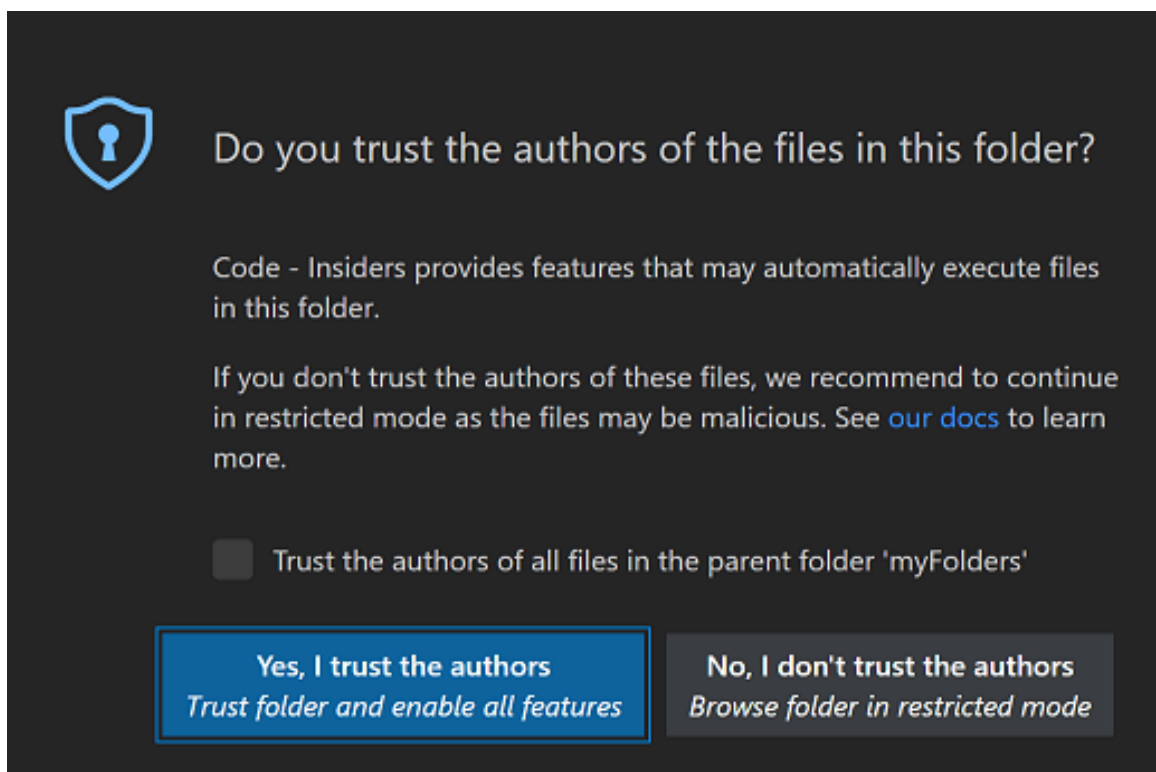 Do you trust the authors of the files in this folder?
Code - Insiders provides features that may automatically execute files
in this folder.
If you don't trust the authors of these files, we recommend to continue
in restricted mode as the files may be malicious. See our docs to learn
more.
Trust the authors of all files in the parent folder 'myFolders'
Yes, I trust the authors
Trust folder and enable all features
No, I don't trust the authors
Browse folder in restricted mode